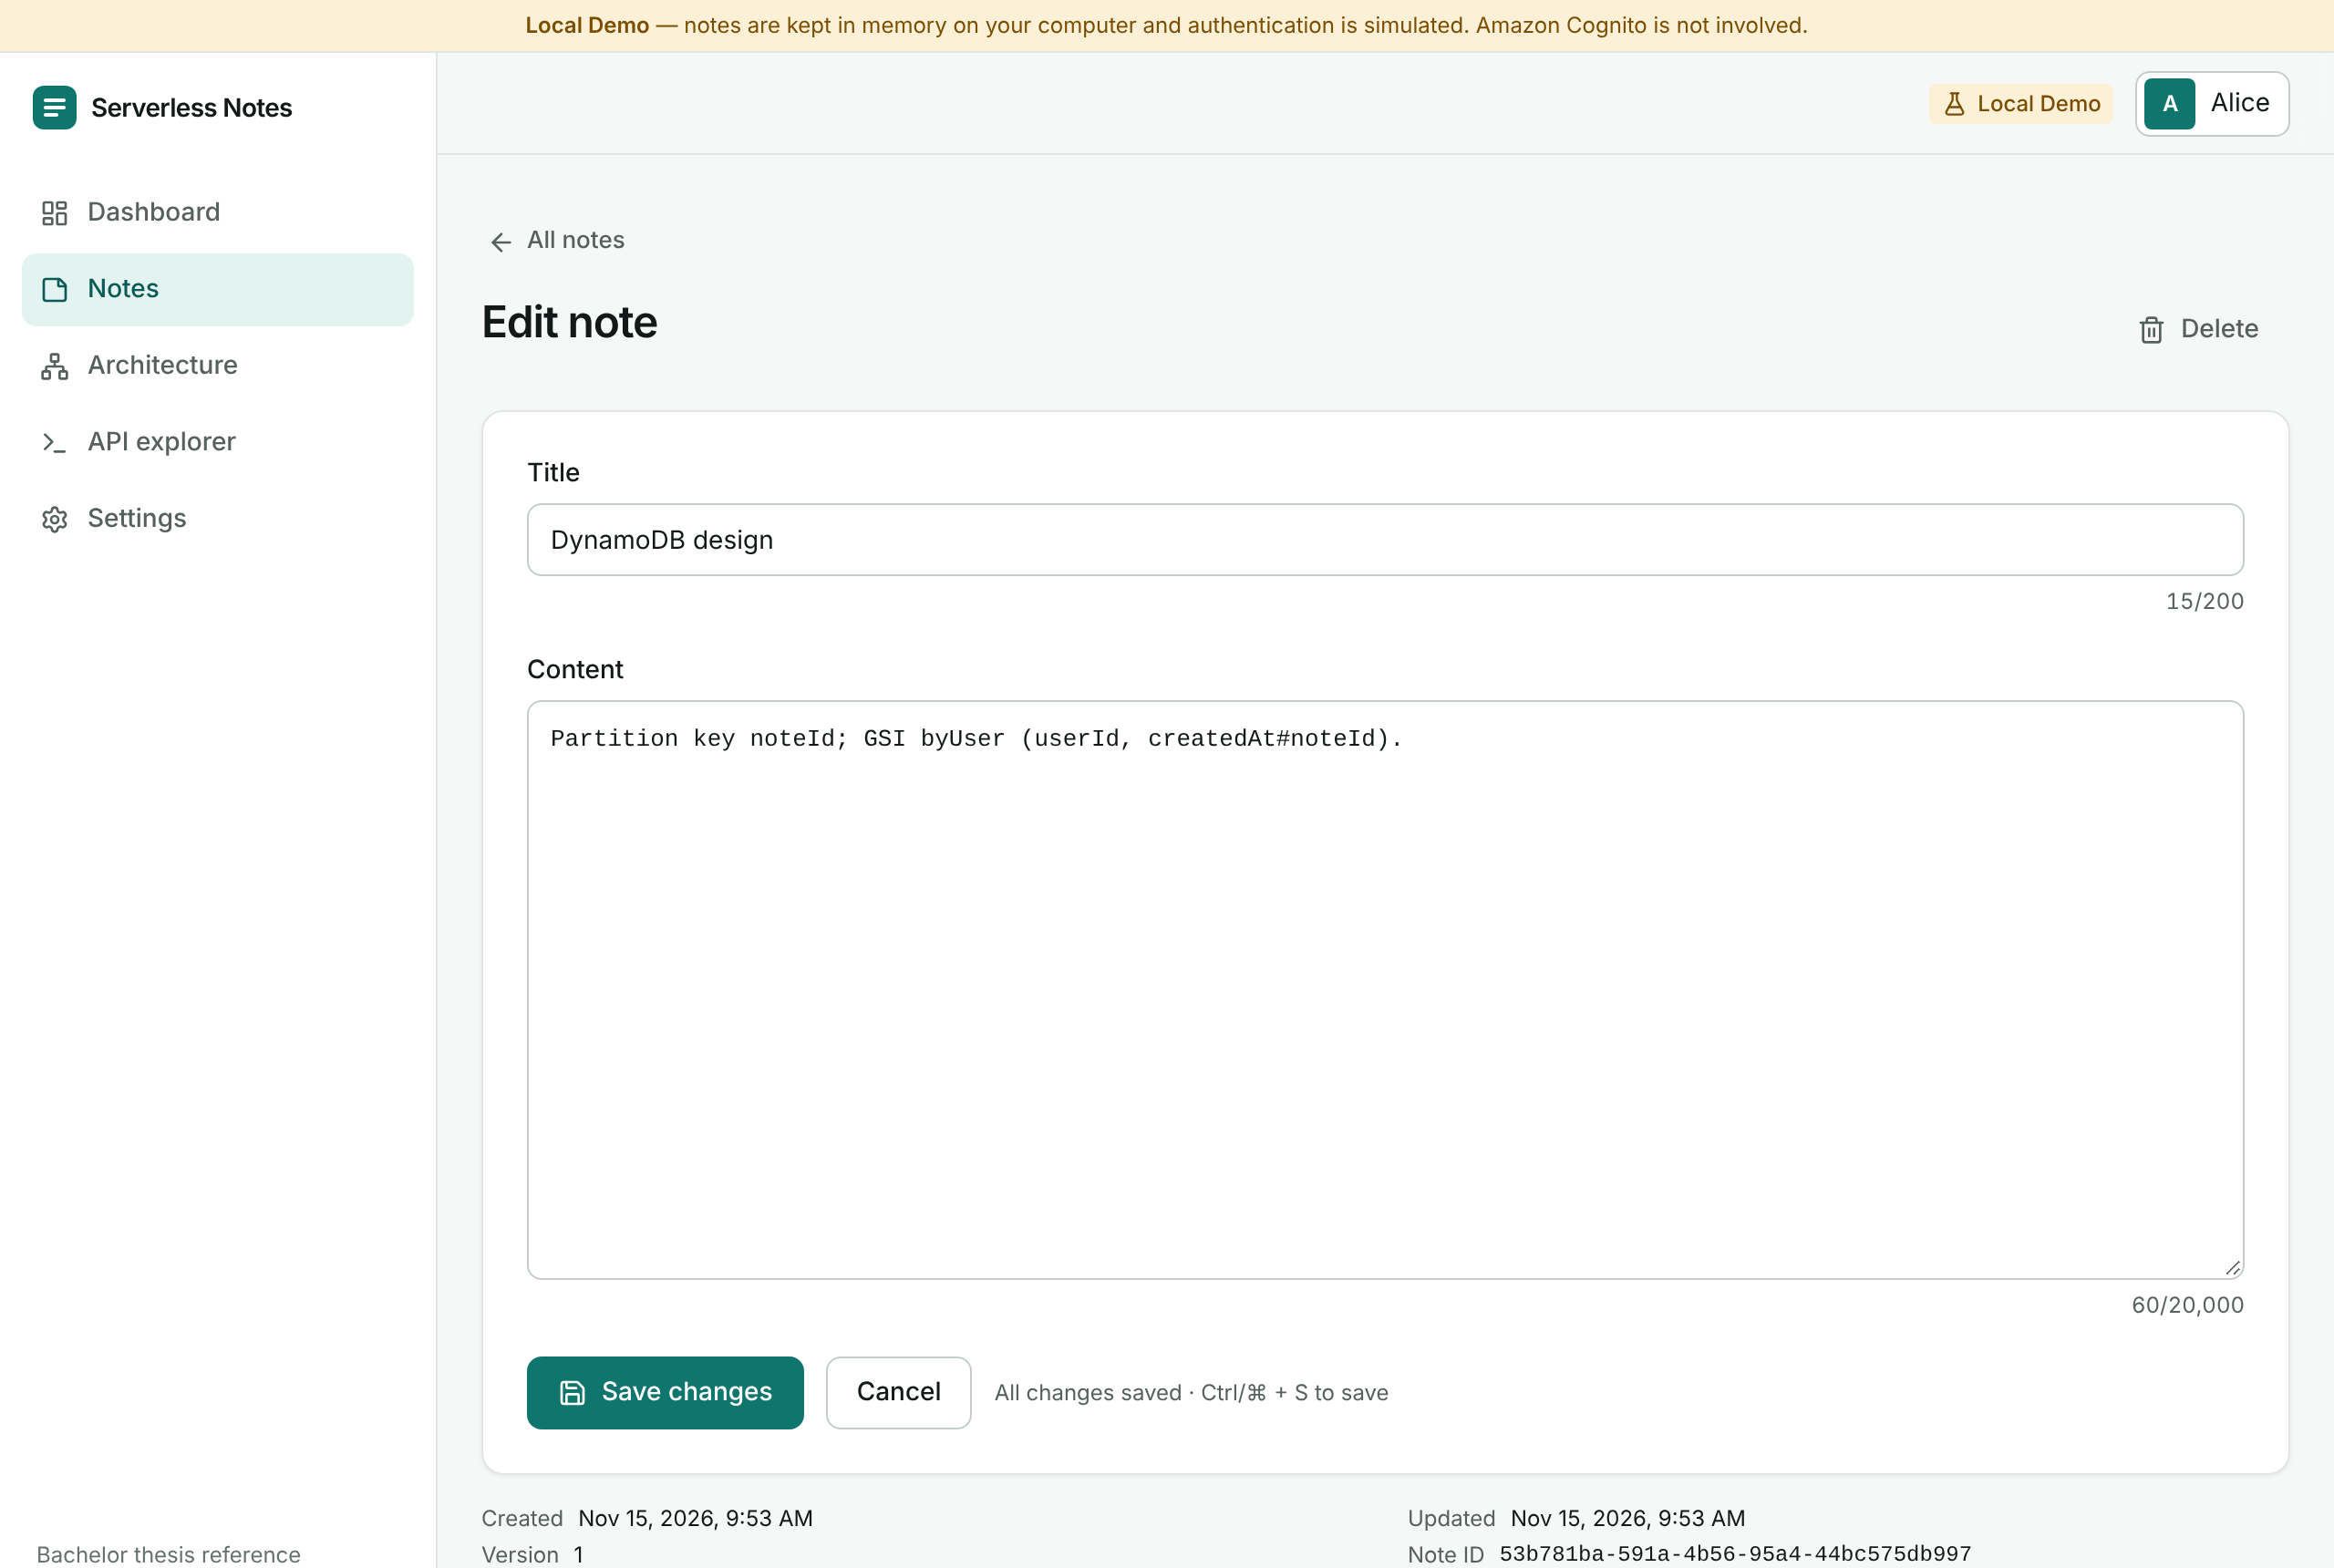 Local Demo — notes are kept in memory on your computer and authentication is simulated. Amazon Cognito is not involved.
Serverless Notes
Local Demo
A
Alice
Dashboard
Notes
Architecture
API explorer
Settings
All notes
Edit note
Delete
Title
DynamoDB design
15/200
Content
Partition key noteId; GSI byUser (userId, createdAt#noteId).
60/20,000
Save changes
Cancel
All changes saved · Ctrl/⌘ + S to save
Created Nov 15, 2026, 9:53 AM
Updated Nov 15, 2026, 9:53 AM
Version 1
Note ID 53b781ba-591a-4b56-95a4-44bc575db997
Bachelor thesis reference